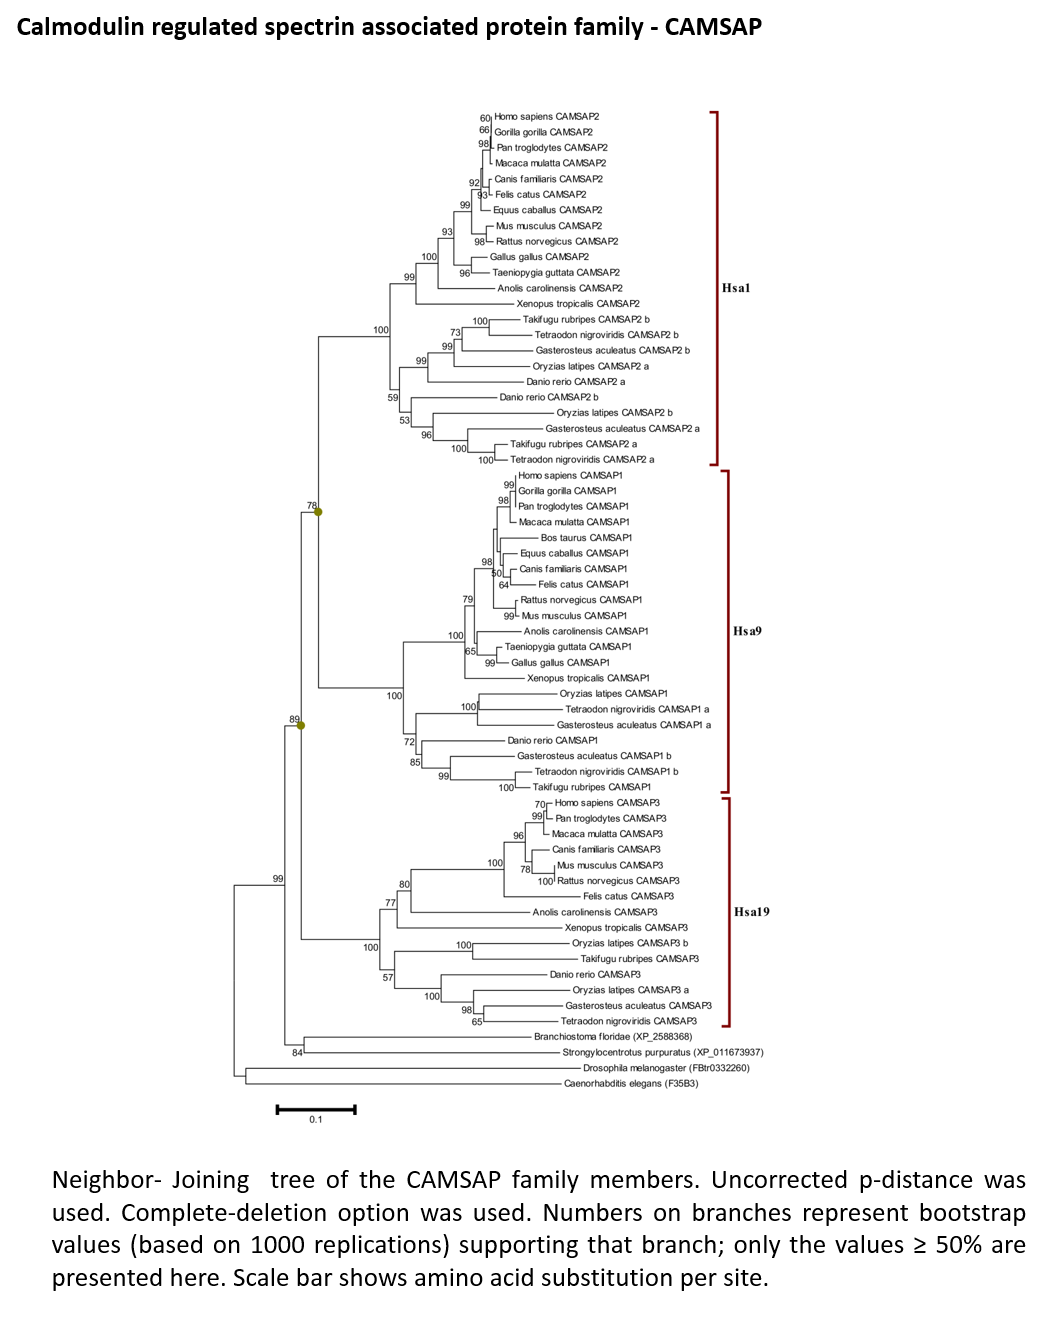 Calmodulin regulated spectrin associated protein family - CAMSAP
60 Homo sapiens CAMSAP2
66 Gorilla gorilla CAMSAP2
98 Pan troglodytes CAMSAP2
Macaca mulatta CAMSAP2
92 Canis familiaris CAMSAP2
93 Felis catus CAMSAP2
99 Equus caballus CAMSAP2
93 Mus musculus CAMSAP2
98 Rattus norvegicus CAMSAP2
100 Gallus gallus CAMSAP2
99 96 Taeniopygia guttata CAMSAP2
Anolis carolinensis CAMSAP2
Hsa1
Xenopus tropicalis CAMSAP2
100 100 Takifugu rubripes CAMSAP2 b
73 Tetraodon nigroviridis CAMSAP2 b
99 Gasterosteus aculeatus CAMSAP2 b
99 Oryzias latipes CAMSAP2 a
Danio rerio CAMSAP2 a
59 Danio rerio CAMSAP2 b
53 Oryzias latipes CAMSAP2 b
96 Gasterosteus aculeatus CAMSAP2 a
100 Takifugu rubripes CAMSAP2 a
100 Tetraodon nigroviridis CAMSAP2 a
Homo sapiens CAMSAP1
99 Gorilla gorilla CAMSAP1
78 98 Pan troglodytes CAMSAP1
Macaca mulatta CAMSAP1
Bos taurus CAMSAP1
98 Equus caballus CAMSAP1
50 Canis familiaris CAMSAP1
64 Felis catus CAMSAP1
79 Rattus norvegicus CAMSAP1
99 Mus musculus CAMSAP1
100 Anolis carolinensis CAMSAP1
Hsa9
65 Taeniopygia guttata CAMSAP1
99 Gallus gallus CAMSAP1
Xenopus tropicalis CAMSAP1
100 Oryzias latipes CAMSAP1
100 Tetraodon nigroviridis CAMSAP1 a
89 Gasterosteus aculeatus CAMSAP1 a
72 Danio rerio CAMSAP1
85 Gasterosteus aculeatus CAMSAP1 b
99 Tetraodon nigroviridis CAMSAP1 b
100 Takifugu rubripes CAMSAP1
70 Homo sapiens CAMSAP3
99 Pan troglodytes CAMSAP3
96 Macaca mulatta CAMSAP3
Canis familiaris CAMSAP3
100 78 Mus musculus CAMSAP3
99 100 Rattus norvegicus CAMSAP3
80 Felis catus CAMSAP3
77 Anolis carolinensis CAMSAP3
Hsa19
Xenopus tropicalis CAMSAP3
100 100 Oryzias latipes CAMSAP3 b
Takifugu rubripes CAMSAP3
57 Danio rerio CAMSAP3
100 Oryzias latipes CAMSAP3 a
98 Gasterosteus aculeatus CAMSAP3
65 Tetraodon nigroviridis CAMSAP3
Branchiostoma floridae (XP_2588368)
84 Strongylocentrotus purpuratus (XP_011673937)
Drosophila melanogaster (FBtr0332260)
Caenorhabditis elegans (F35B3)
0.1
Neighbor- Joining tree of the CAMSAP family members. Uncorrected p-distance was
used. Complete-deletion option was used. Numbers on branches represent bootstrap
values (based on 1000 replications) supporting that branch; only the values ≥ 50% are
presented here. Scale bar shows amino acid substitution per site.